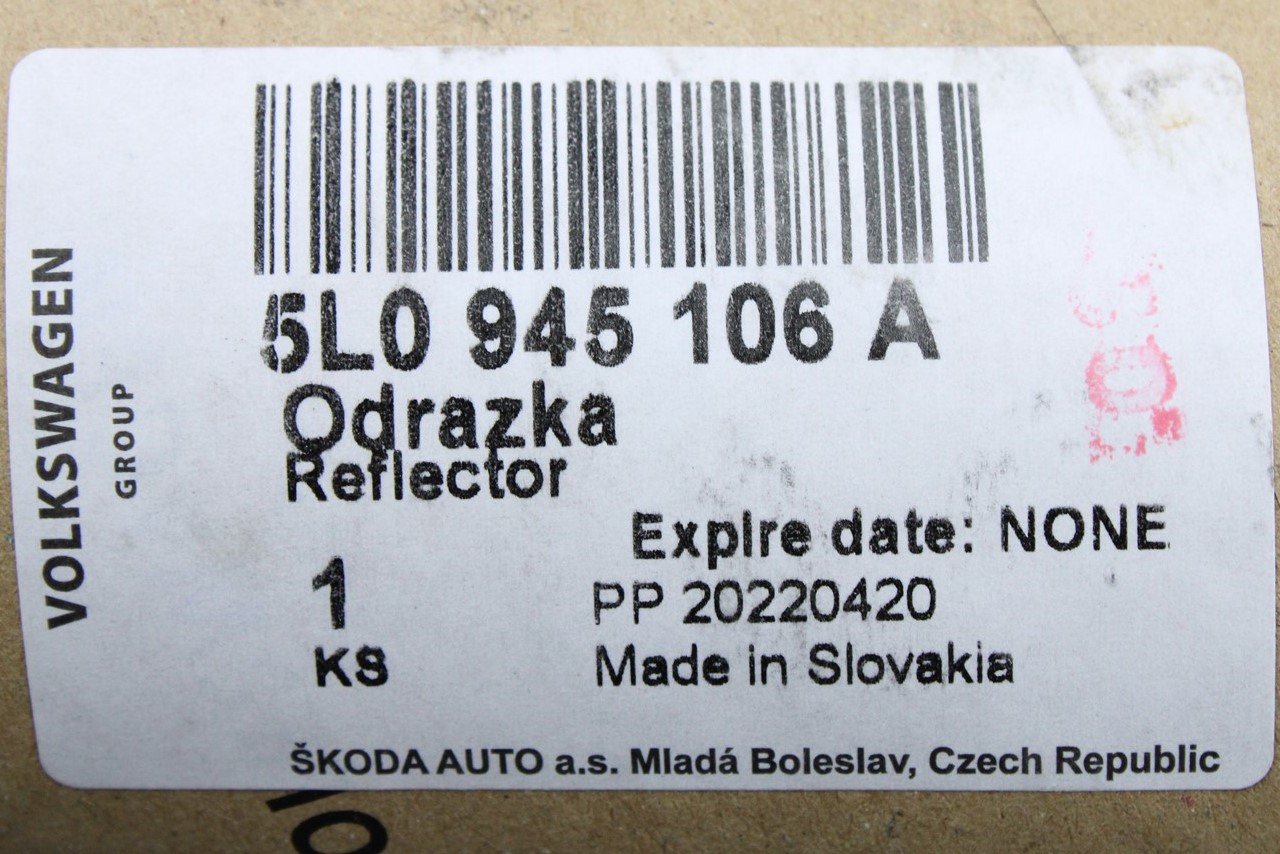 VOLKSWAGEN
GROUP
5L0 945 106 A
Odrazka
Reflector
Expire date: NONE
1
PP 20220420
KS
Made in Slovakia
ŠKODA AUTO a.s. Mladá Boleslav, Czech Republic